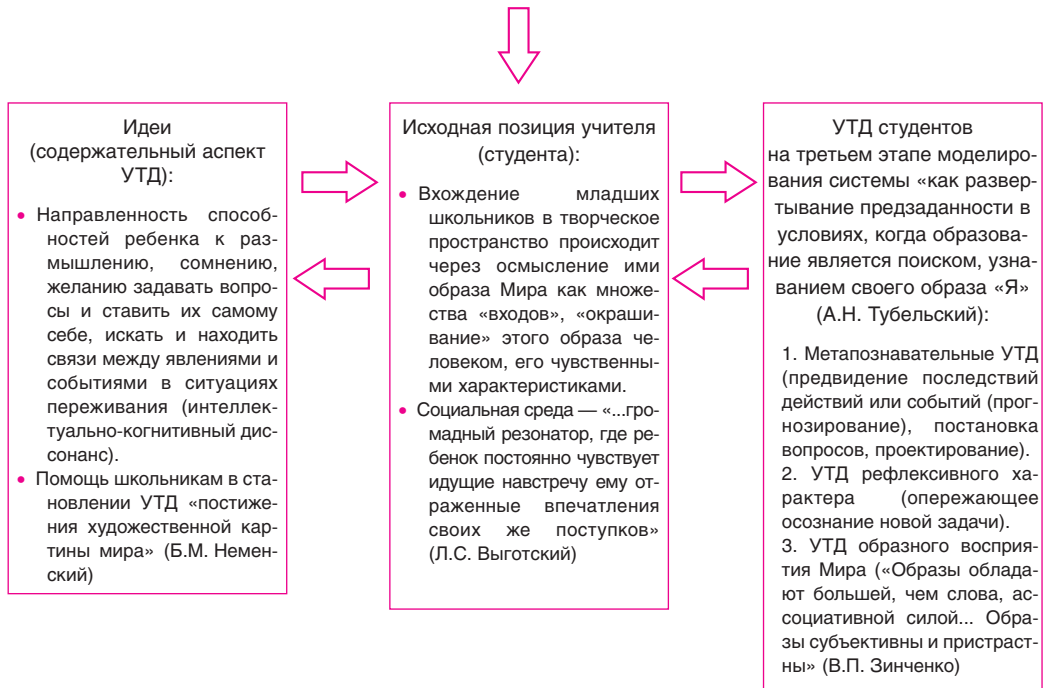 Идеи
(содержательный аспект
УТД):
• Направленность способ-
ностей ребенка к раз-
мышлению, сомнению,
желанию задавать вопро-
сы и ставить их самому
себе, искать и находить
связи между явлениями и
событиями в ситуациях
переживания (интеллек-
туально-когнитивный дис-
сонанс).
• Помощь школьникам в ста-
новлении УТД «постиже-
ния художественной кар-
тины мира» (Б.М. Немен-
ский)
Исходная позиция учителя
(студента):
• Вхождение младших
школьников в творческое
пространство происходит
через осмысление ими
образа Мира как множе-
ства «входов», «окраши-
вание» этого образа че-
ловеком, его чувственны-
ми характеристиками.
• Социальная среда — «...гро-
мадный резонатор, где ре-
бенок постоянно чувствует
идущие навстречу ему от-
раженные впечатления
своих же поступков»
(Л.С. Выготский)
УТД студентов
на третьем этапе моделиро-
вания системы «как развер-
тывание предзаданности в
условиях, когда образова-
ние является поиском, узна-
ванием своего образа «Я»
(А.Н. Тубельский):
1. Метапознавательные УТД
(предвидение последствий
действий или событий (прог-
нозирование), постановка
вопросов, проектирование).
2. УТД рефлексивного ха-
рактера (опережающее
осознание новой задачи).
3. УТД образного восприя-
тия Мира («Образы облада-
ют большей, чем слова, ас-
социативной силой... Обра-
зы субъективны и пристраст-
ны» (В.П. Зинченко)